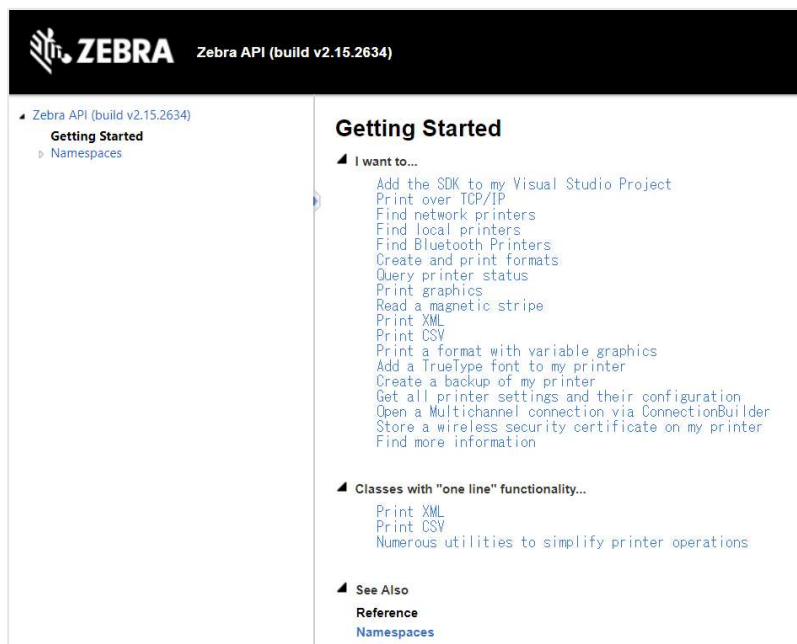 ZEBRA Zebra API (build v2.15.2634)
Zebra API (build v2.15.2634)
Getting Started
Namespaces
Getting Started
I want to...
Add the SDK to my Visual Studio Project
Print over TCP/IP
Find network printers
Find local printers
Find Bluetooth Printers
Create and print formats
Query printer status
Print graphics
Read a magnetic stripe
Print XML
Print CSV
Print a format with variable graphics
Add a TrueType font to my printer
Create a backup of my printer
Get all printer settings and their configuration
Open a Multichannel connection via ConnectionBuilder
Store a wireless security certificate on my printer
Find more information
Classes with "one line" functionality...
Print XML
Print CSV
Numerous utilities to simplify printer operations
See Also
Reference
Namespaces